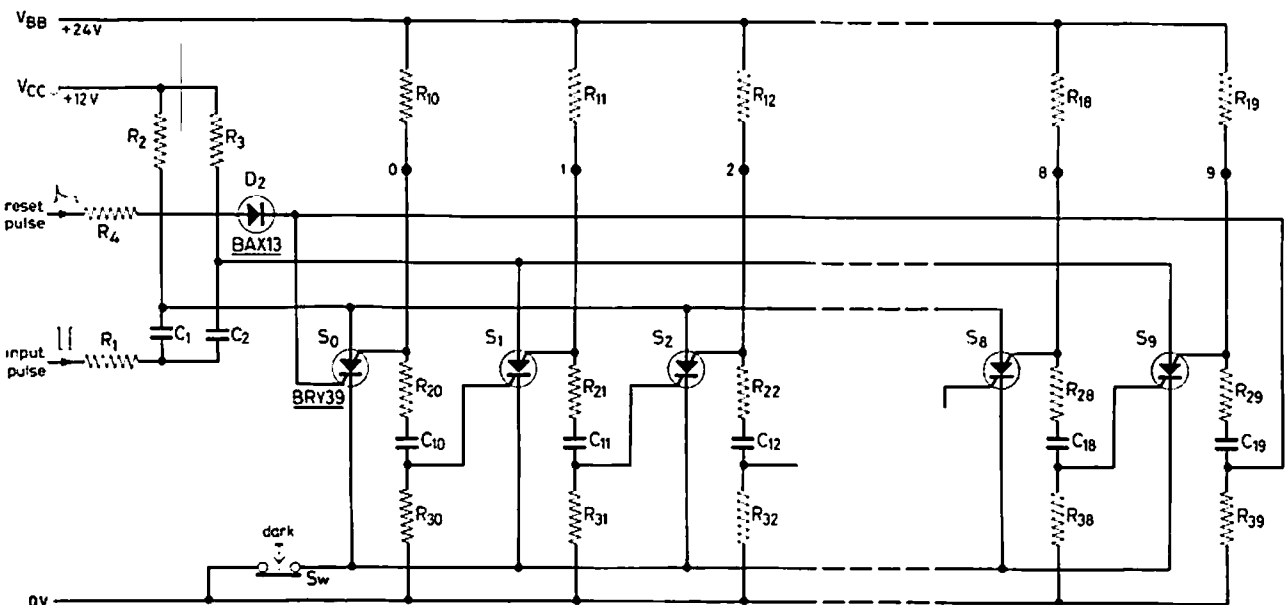 VBB +24V
R10 R11 R12 R18 R19
VCC +12V
R2 R3
0 1 2 8 9
D2
reset
pulse
R4
BAX13
S0 S1 S2 S8 S9
C1 C2
input
pulse
R1
BRY39
R20 R21 R22 R28 R29
C10 C11 C12 C18 C19
R30 R31 R32 R38 R39
dark
Sw
0V